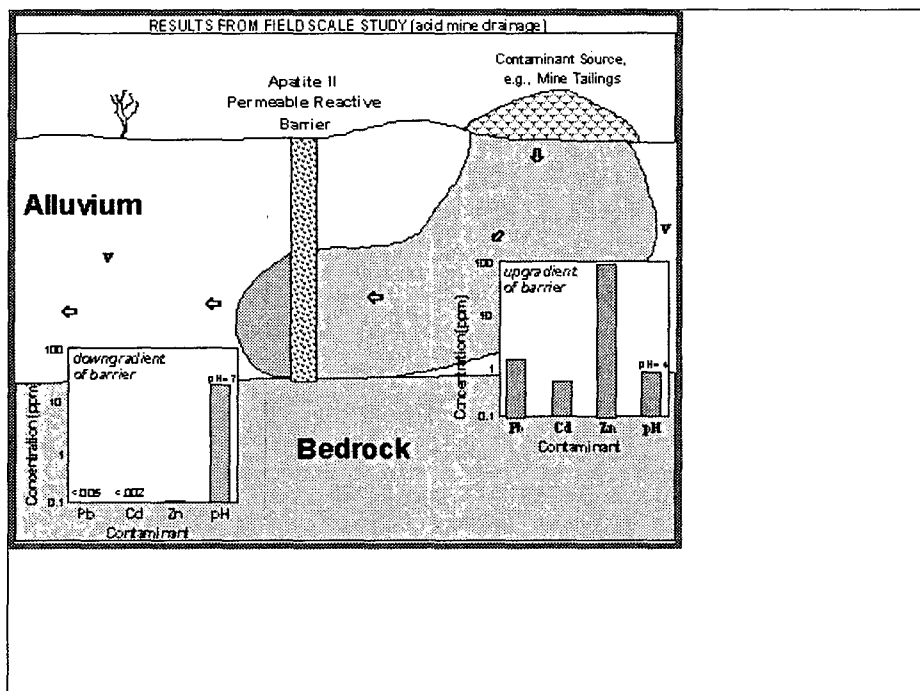 RESULTS FROM FIELD SCALE STUDY (acid mine drainage)
Contaminant Source,
e.g., Mine Tailings
Apatite II
Permeable Reactive
Barrier
Alluvium
100
upgradient
of barrier
10
1
0.1
Concentration (ppm)
pH= 4
Pb Cd Zn pH
Contaminant
100
downgradient
of barrier
10
1
0.1
Concentration (ppm)
pH= 7
<.005 <.002
Pb Cd Zn pH
Contaminant
Bedrock